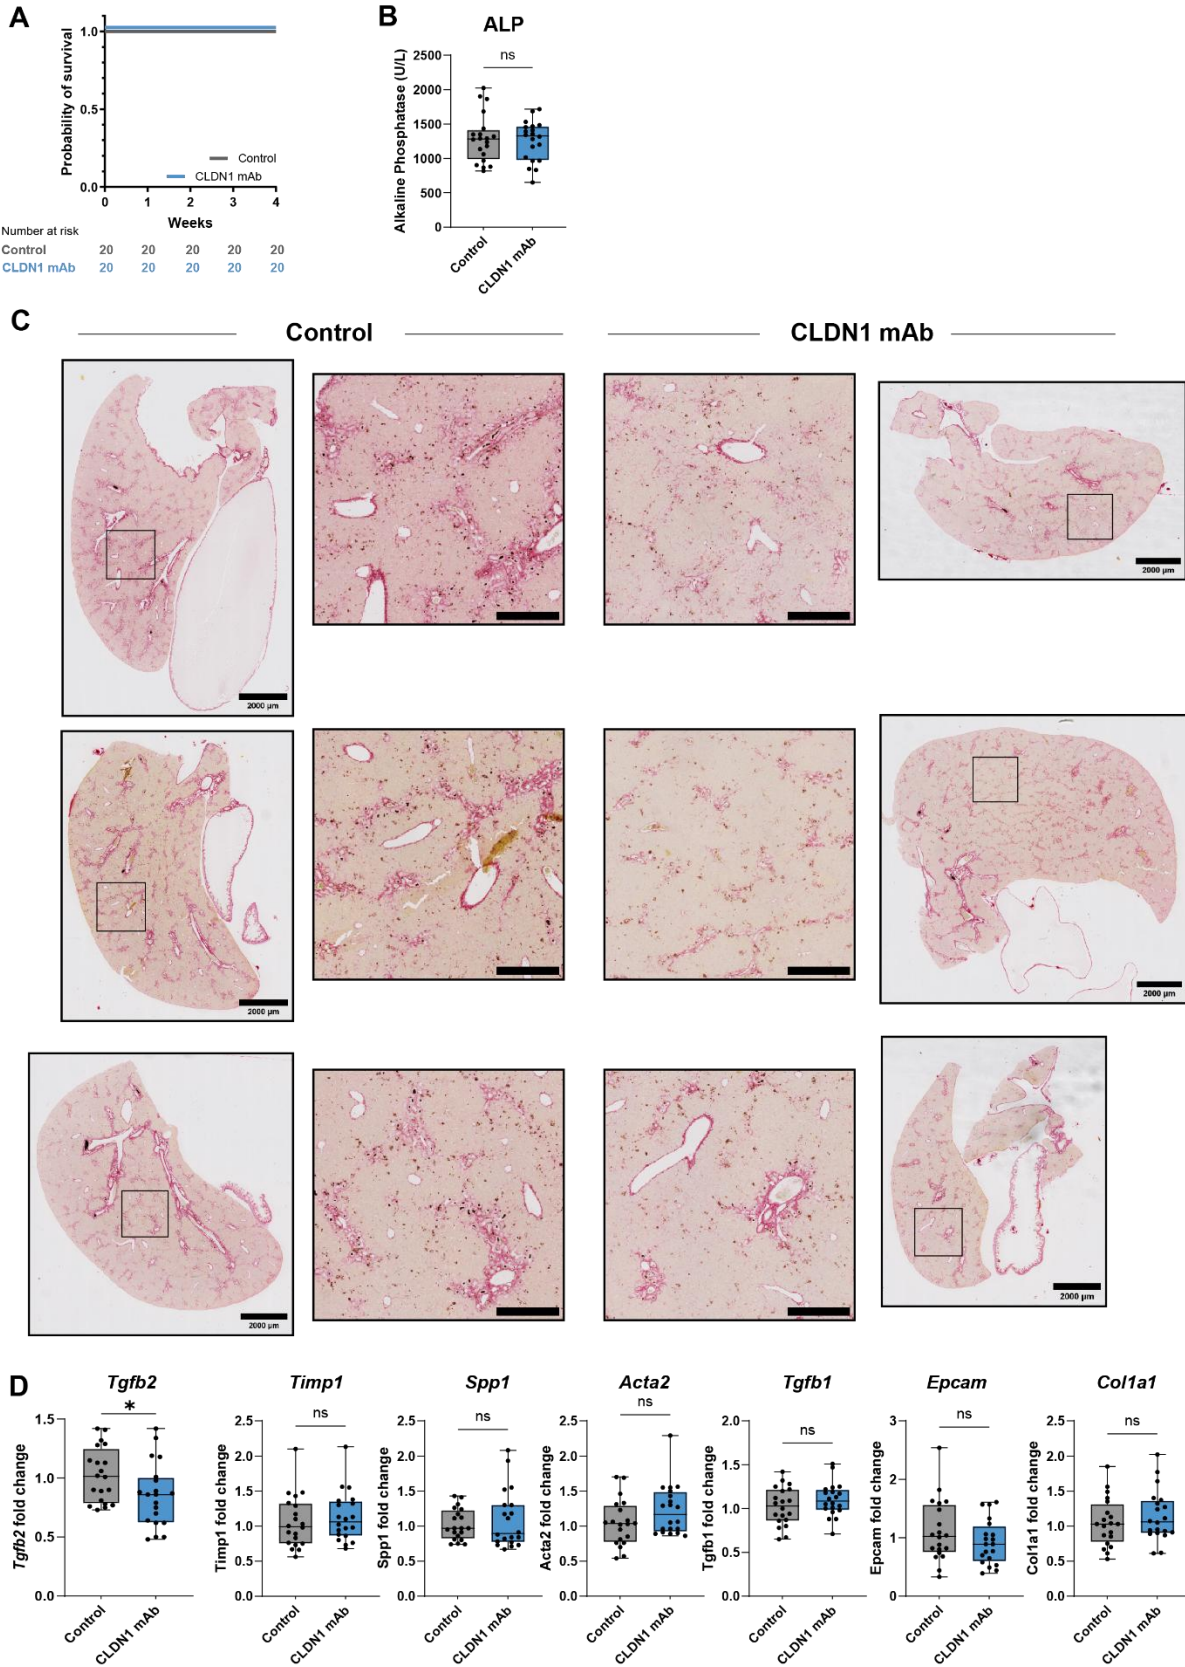 A
Probability of survival
1.0
0.5
0.0
Control
CLDN1 mAb
0 1 2 3 4
Weeks
Number at risk
Control 20 20 20 20 20
CLDN1 mAb 20 20 20 20 20
B
ALP
ns
Alkaline Phosphatase (U/L)
2500
2000
1500
1000
500
0
Control
CLDN1 mAb
C
Control
CLDN1 mAb
2000 µm
2000 µm
2000 µm
2000 µm
2000 µm
2000 µm
D
Tgfb2
*
Tgfb2 fold change
1.5
1.0
0.5
0.0
Control
CLDN1 mAb
Timp1
ns
Timp1 fold change
2.5
2.0
1.5
1.0
0.5
0.0
Control
CLDN1 mAb
Spp1
ns
Spp1 fold change
2.5
2.0
1.5
1.0
0.5
0.0
Control
CLDN1 mAb
Acta2
ns
Acta2 fold change
2.5
2.0
1.5
1.0
0.5
0.0
Control
CLDN1 mAb
Tgfb1
ns
Tgfb1 fold change
2.0
1.5
1.0
0.5
0.0
Control
CLDN1 mAb
Epcam
ns
Epcam fold change
3
2
1
0
Control
CLDN1 mAb
Col1a1
ns
Col1a1 fold change
2.5
2.0
1.5
1.0
0.5
0.0
Control
CLDN1 mAb